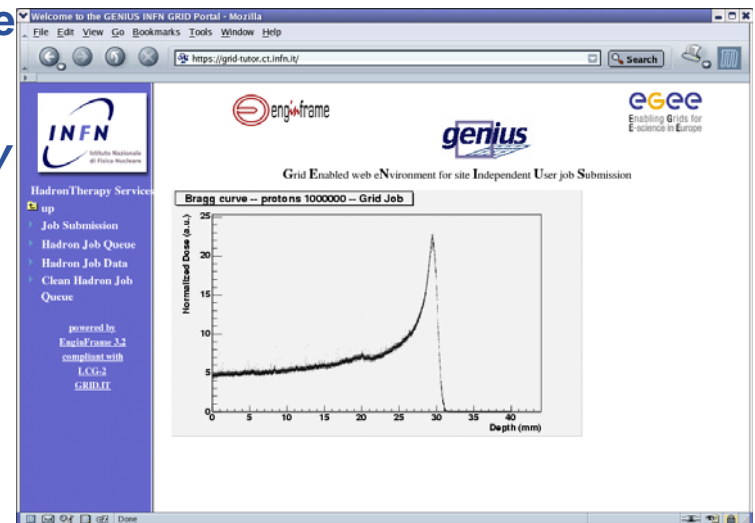 e
y
Welcome to the GENIUS INFN GRID Portal - Mozilla
File Edit View Go Bookmarks Tools Window Help
https://grid-tutor.ct.infn.it/
Search
INFN
Istituto Nazionale
di Fisica Nucleare
HadronTherapy Services
up
Job Submission
Hadron Job Queue
Hadron Job Data
Clean Hadron Job
Queue
powered by
EnginFrame 3.2
compliant with
LCG-2
GRID.IT
enginframe
genius
egee
Enabling Grids for
E-science in Europe
Grid Enabled web eNvironment for site Independent User job Submission
Bragg curve -- protons 1000000 -- Grid Job
Normalized Dose (a.u.)
25
20
15
10
5
0
0 5 10 15 20 25 30 35 40
Depth (mm)
Done